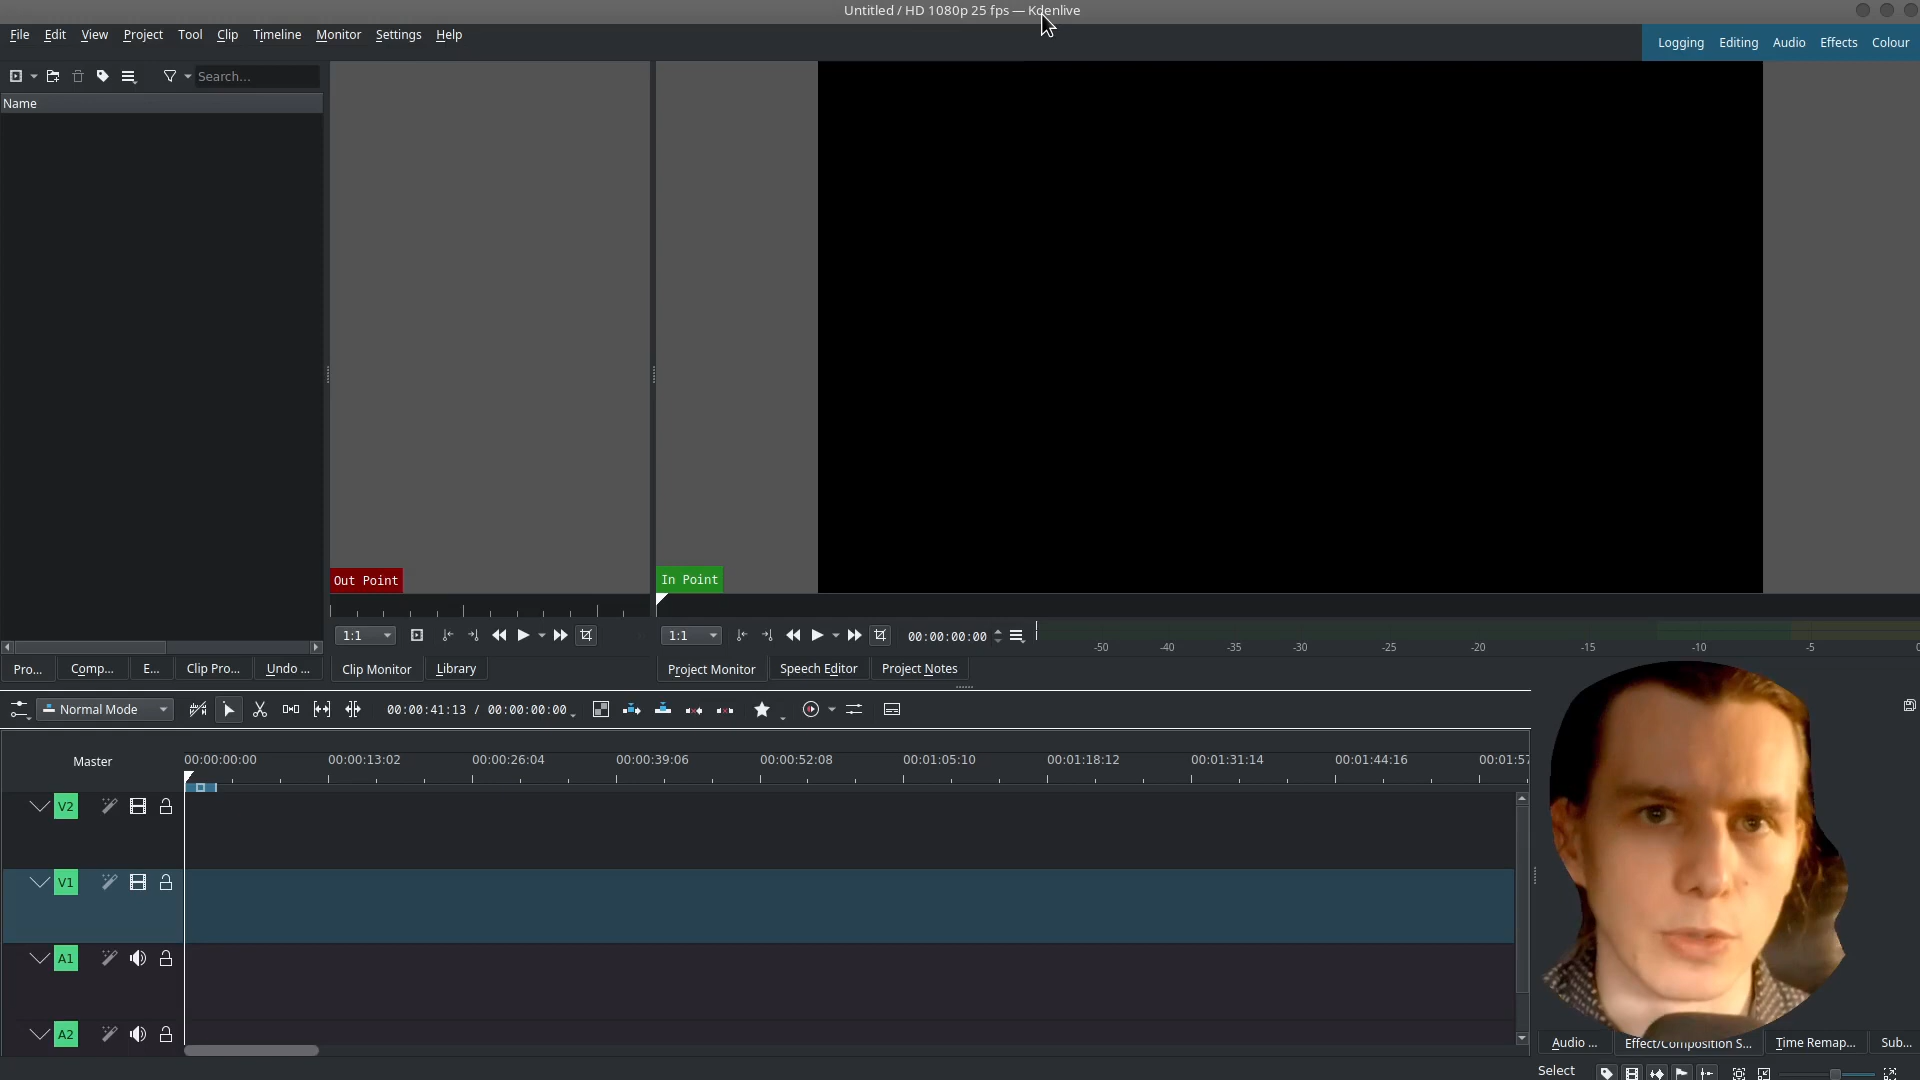 Untitled / HD 1080p 25 fps — Kdenlive
File Edit View Project Tool Clip Timeline Monitor Settings Help
Logging Editing Audio Effects Colour
Search...
Name
Out Point
In Point
1:1
1:1
00:00:00:00
-50 -40 -35 -30 -25 -20 -15 -10 -5 0
Pro... Comp... E... Clip Pro... Undo ...
Clip Monitor Library
Project Monitor Speech Editor Project Notes
Normal Mode
00:00:41:13 / 00:00:00:00
Master
00:00:00:00 00:00:13:02 00:00:26:04 00:00:39:06 00:00:52:08 00:01:05:10 00:01:18:12 00:01:31:14 00:01:44:16 00:01:57
V2
V1
A1
A2
Audio ... Effect/Composition S... Time Remap... Sub...
Select